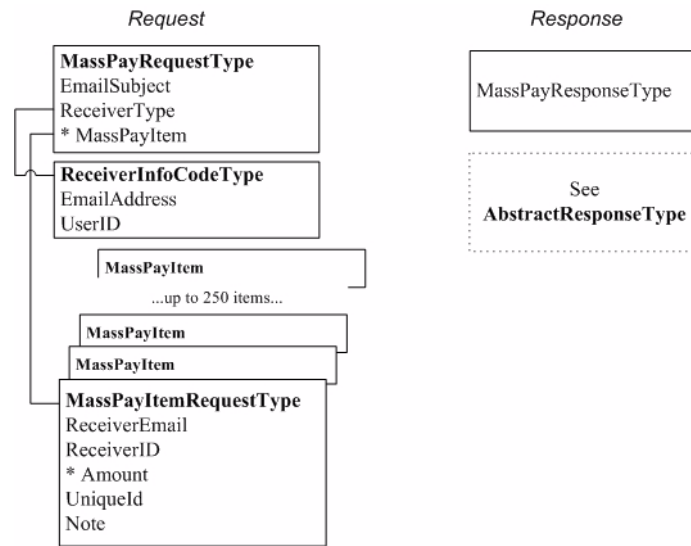 Request
MassPayRequestType
EmailSubject
ReceiverType
* MassPayItem
ReceiverInfoCodeType
EmailAddress
UserID
MassPayItem
...up to 250 items...
MassPayItem
MassPayItem
MassPayItemRequestType
ReceiverEmail
ReceiverID
* Amount
UniqueId
Note
Response
MassPayResponseType
See
AbstractResponseType